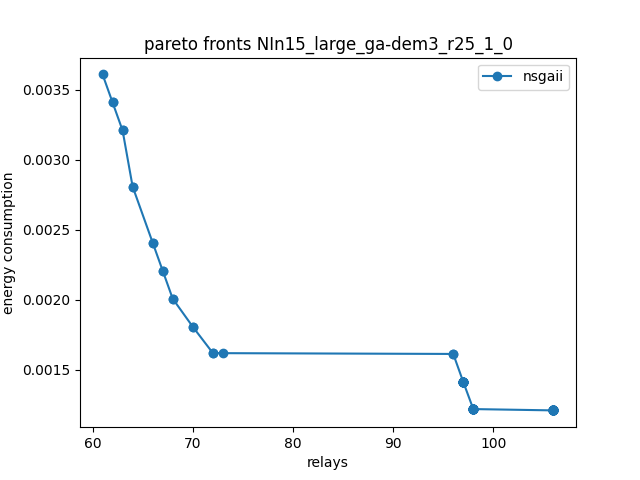 pareto fronts NIn15_large_ga-dem3_r25_1_0
nsgaii
energy consumption
0.0035
0.0030
0.0025
0.0020
0.0015
60 70 80 90 100
relays